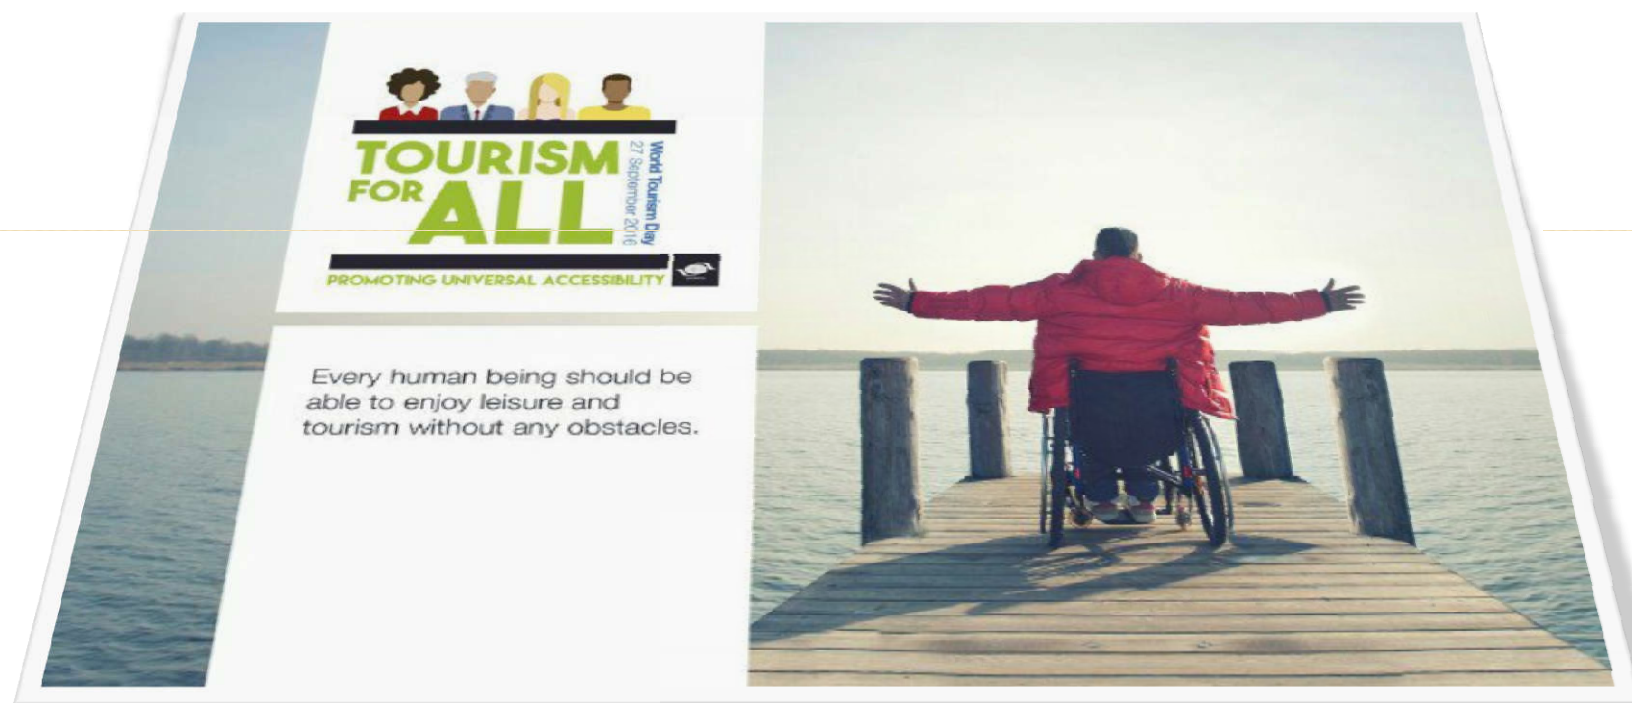 TOURISM
FOR
ALL
World Tourism Day
27 September 2016
PROMOTING UNIVERSAL ACCESSIBILITY
Every human being should be
able to enjoy leisure and
tourism without any obstacles.